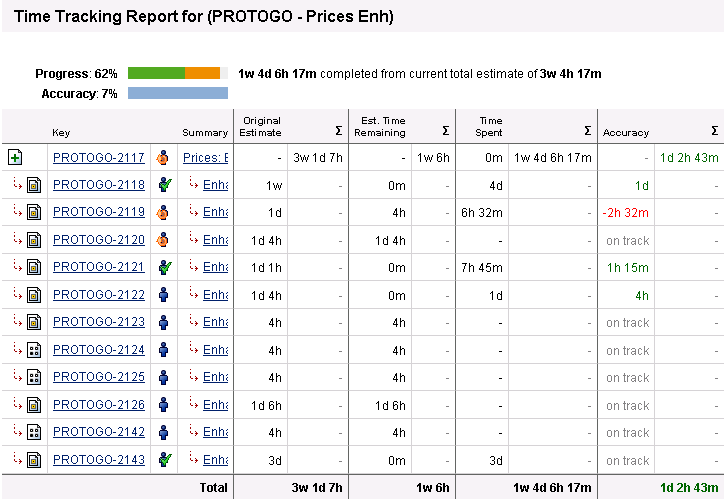 Time Tracking Report for (PROTOGO - Prices Enh)
Progress: 62% 1w 4d 6h 17m completed from current total estimate of 3w 4h 17m
Accuracy: 7%
Key Summary Original Estimate Σ Est. Time Remaining Σ Time Spent Σ Accuracy Σ
PROTOGO-2117 Prices: E - 3w 1d 7h - 1w 6h 0m 1w 4d 6h 17m - 1d 2h 43m
PROTOGO-2118 Enha 1w - 0m - 4d - 1d -
PROTOGO-2119 Enha 1d - 4h - 6h 32m - -2h 32m -
PROTOGO-2120 Enha 1d 4h - 1d 4h - - - on track -
PROTOGO-2121 Enha 1d 1h - 0m - 7h 45m - 1h 15m -
PROTOGO-2122 Enha 1d 4h - 0m - 1d - 4h -
PROTOGO-2123 Enha 4h - 4h - - - on track -
PROTOGO-2124 Enha 4h - 4h - - - on track -
PROTOGO-2125 Enha 4h - 4h - - - on track -
PROTOGO-2126 Enha 1d 6h - 1d 6h - - - on track -
PROTOGO-2142 Enha 4h - 4h - - - on track -
PROTOGO-2143 Enha 3d - 0m - 3d - on track -
Total 3w 1d 7h 1w 6h 1w 4d 6h 17m 1d 2h 43m